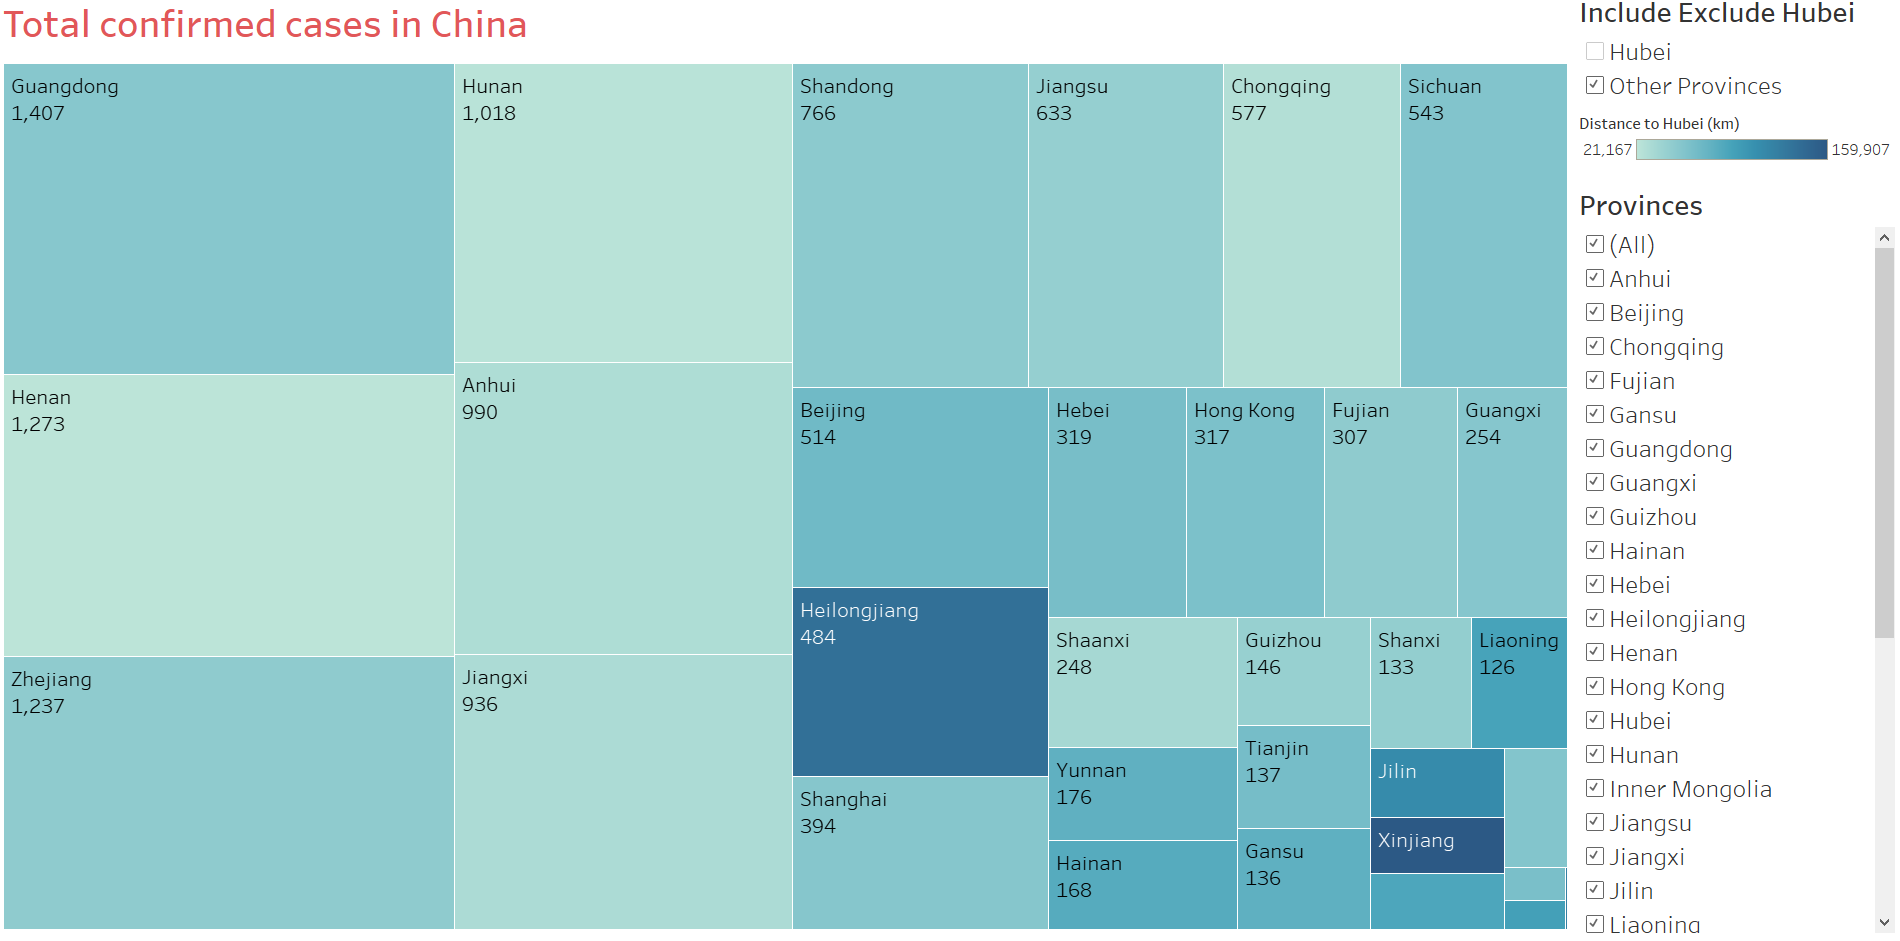 Total confirmed cases in China
Guangdong
1,407
Hunan
1,018
Shandong
766
Jiangsu
633
Chongqing
577
Sichuan
543
Henan
1,273
Anhui
990
Beijing
514
Hebei
319
Hong Kong
317
Fujian
307
Guangxi
254
Heilongjiang
484
Zhejiang
1,237
Jiangxi
936
Shaanxi
248
Guizhou
146
Shanxi
133
Liaoning
126
Shanghai
394
Yunnan
176
Tianjin
137
Jilin
Xinjiang
Hainan
168
Gansu
136
Include Exclude Hubei
Hubei
Other Provinces
Distance to Hubei (km)
21,167 159,907
Provinces
(All)
Anhui
Beijing
Chongqing
Fujian
Gansu
Guangdong
Guangxi
Guizhou
Hainan
Hebei
Heilongjiang
Henan
Hong Kong
Hubei
Hunan
Inner Mongolia
Jiangsu
Jiangxi
Jilin
Liaoning